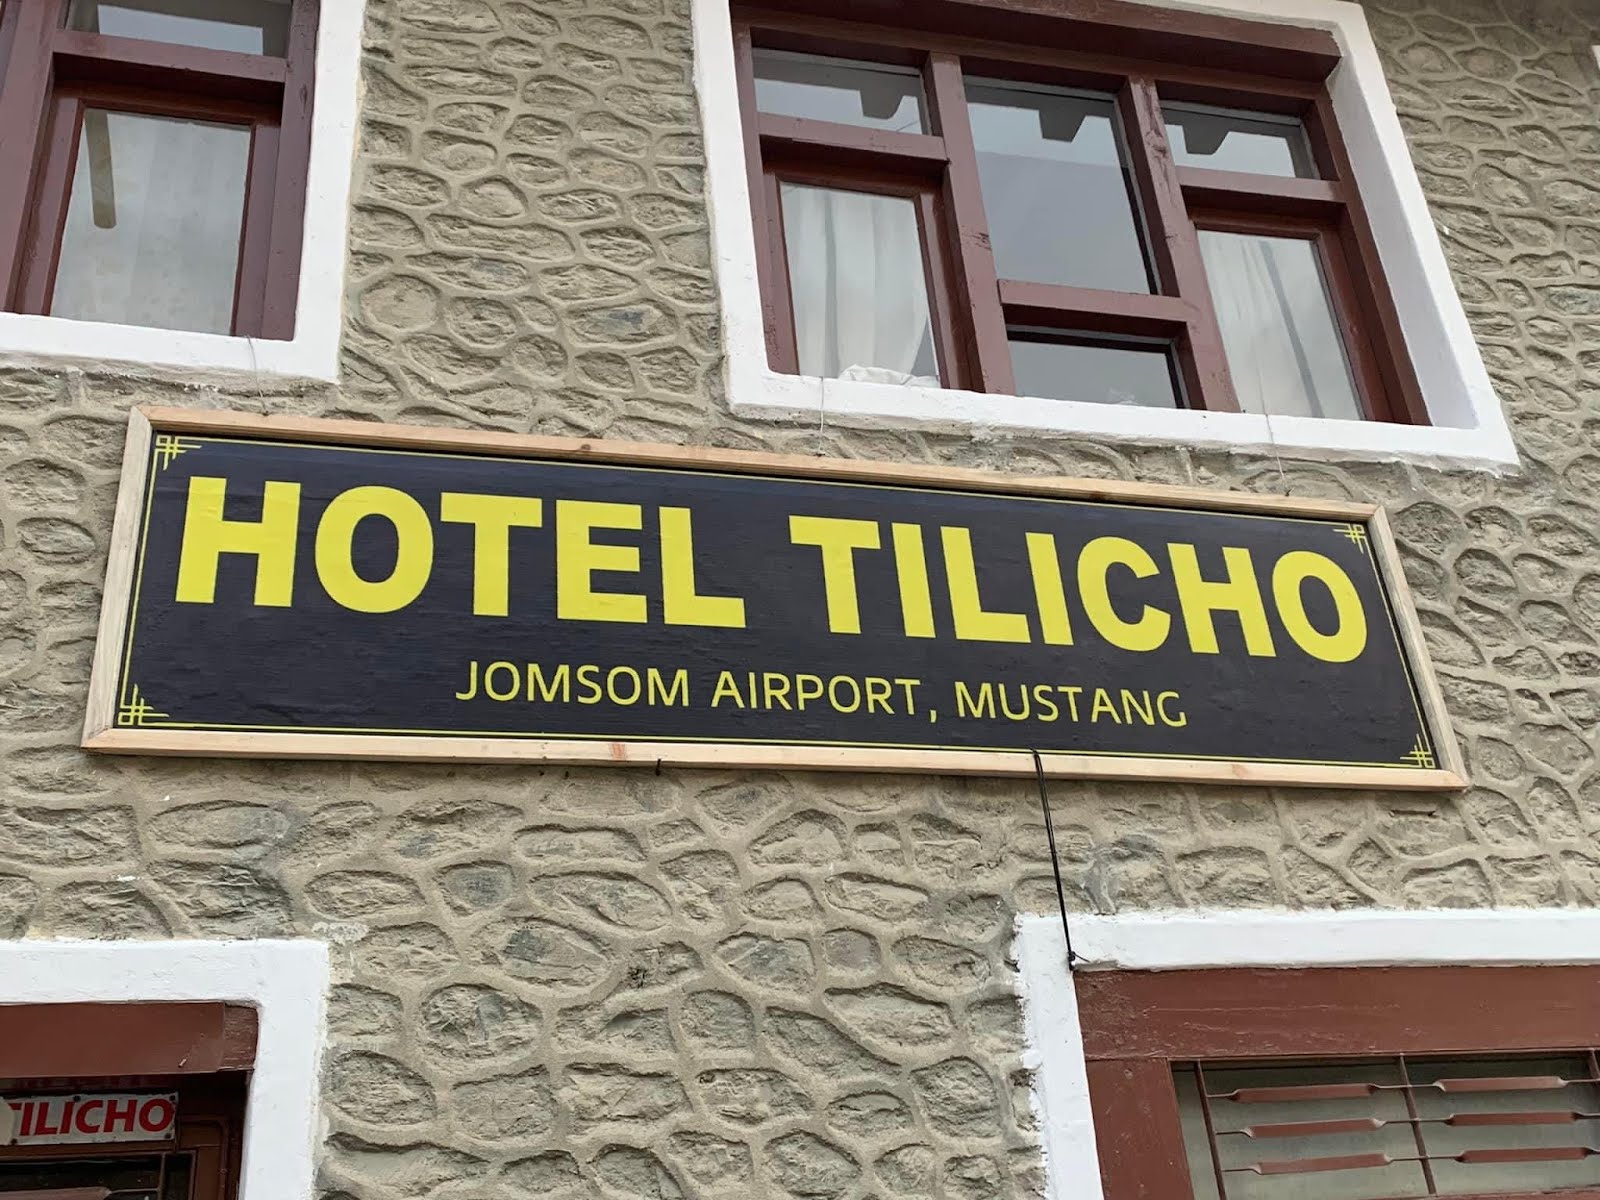 HOTEL TILICHO
JOMSOM AIRPORT, MUSTANG
TILICHO